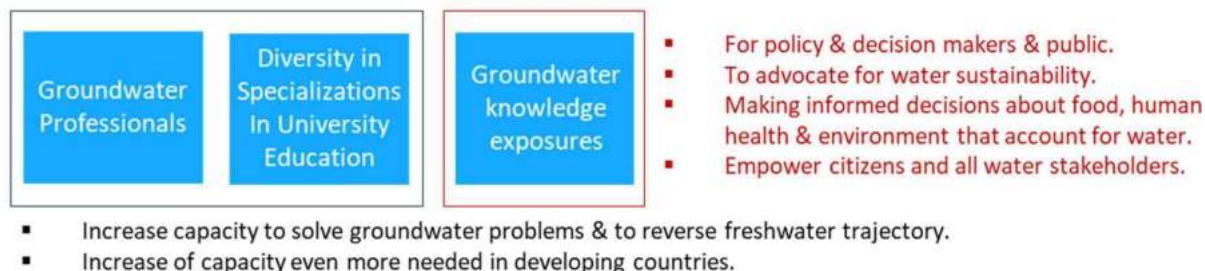 Groundwater
Professionals
Diversity in
Specializations
In University
Education
Groundwater
knowledge
exposures
▪ For policy & decision makers & public.
▪ To advocate for water sustainability.
▪ Making informed decisions about food, human
health & environment that account for water.
▪ Empower citizens and all water stakeholders.
▪ Increase capacity to solve groundwater problems & to reverse freshwater trajectory.
▪ Increase of capacity even more needed in developing countries.